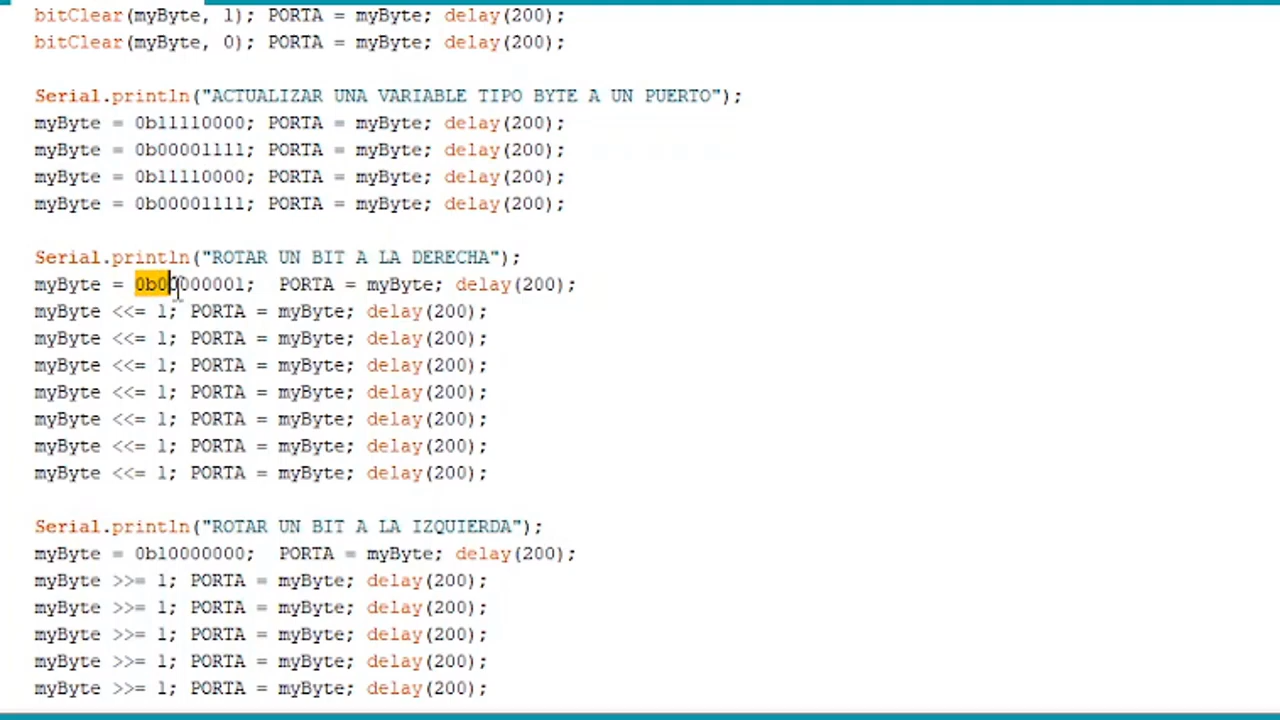 bitClear(myByte, 1); PORTA = myByte; delay(200);
bitClear(myByte, 0); PORTA = myByte; delay(200);
Serial.println("ACTUALIZAR UNA VARIABLE TIPO BYTE A UN PUERTO");
myByte = 0b11110000; PORTA = myByte; delay(200);
myByte = 0b00001111; PORTA = myByte; delay(200);
myByte = 0b11110000; PORTA = myByte; delay(200);
myByte = 0b00001111; PORTA = myByte; delay(200);
Serial.println("ROTAR UN BIT A LA DERECHA");
myByte = 0b00000001;  PORTA = myByte; delay(200);
myByte <<= 1; PORTA = myByte; delay(200);
myByte <<= 1; PORTA = myByte; delay(200);
myByte <<= 1; PORTA = myByte; delay(200);
myByte <<= 1; PORTA = myByte; delay(200);
myByte <<= 1; PORTA = myByte; delay(200);
myByte <<= 1; PORTA = myByte; delay(200);
myByte <<= 1; PORTA = myByte; delay(200);
Serial.println("ROTAR UN BIT A LA IZQUIERDA");
myByte = 0b10000000;  PORTA = myByte; delay(200);
myByte >>= 1; PORTA = myByte; delay(200);
myByte >>= 1; PORTA = myByte; delay(200);
myByte >>= 1; PORTA = myByte; delay(200);
myByte >>= 1; PORTA = myByte; delay(200);
myByte >>= 1; PORTA = myByte; delay(200);